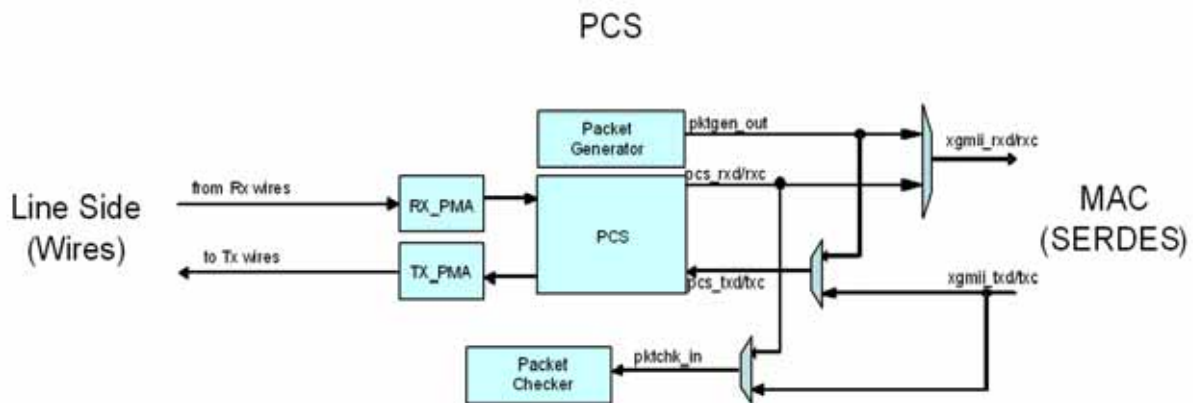 PCS
Packet
Generator
pktgen_out
xgmii_rxd/rxc
pcs_rxd/rxc
from Rx wires
RX_PMA
Line Side
(Wires)
PCS
MAC
(SERDES)
to Tx wires
TX_PMA
pcs_txd/txc
xgmii_txd/txc
Packet
Checker
pktchk_in